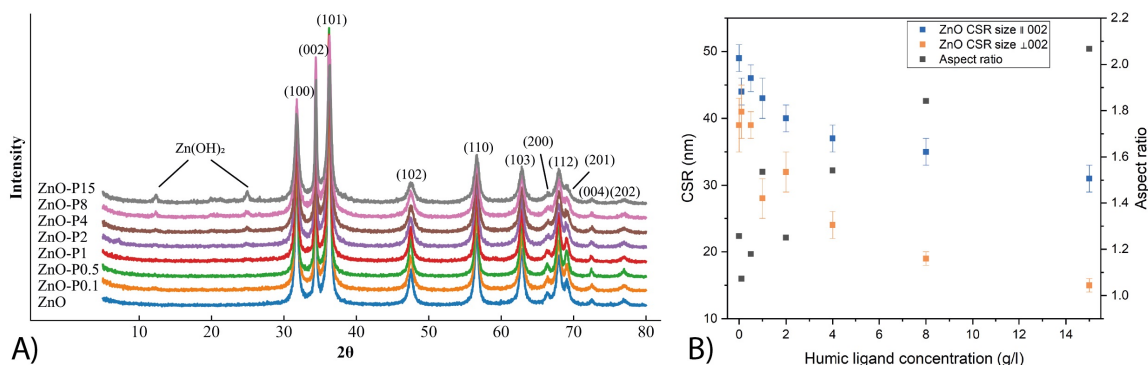 (101)
(002)
(100)
Zn(OH)₂
(102)
(110)
(103)
(200)
(112)
(201)
(004)(202)
Intensity
ZnO-P15
ZnO-P8
ZnO-P4
ZnO-P2
ZnO-P1
ZnO-P0.5
ZnO-P0.1
ZnO
10 20 30 40 50 60 70 80
2θ
A)
ZnO CSR size ∥ 002
ZnO CSR size ⊥002
Aspect ratio
CSR (nm)
50
40
30
20
10
0 2 4 6 8 10 12 14
Humic ligand concentration (g/l)
2.2
2.0
1.8
1.6
1.4
1.2
1.0
Aspect ratio
B)